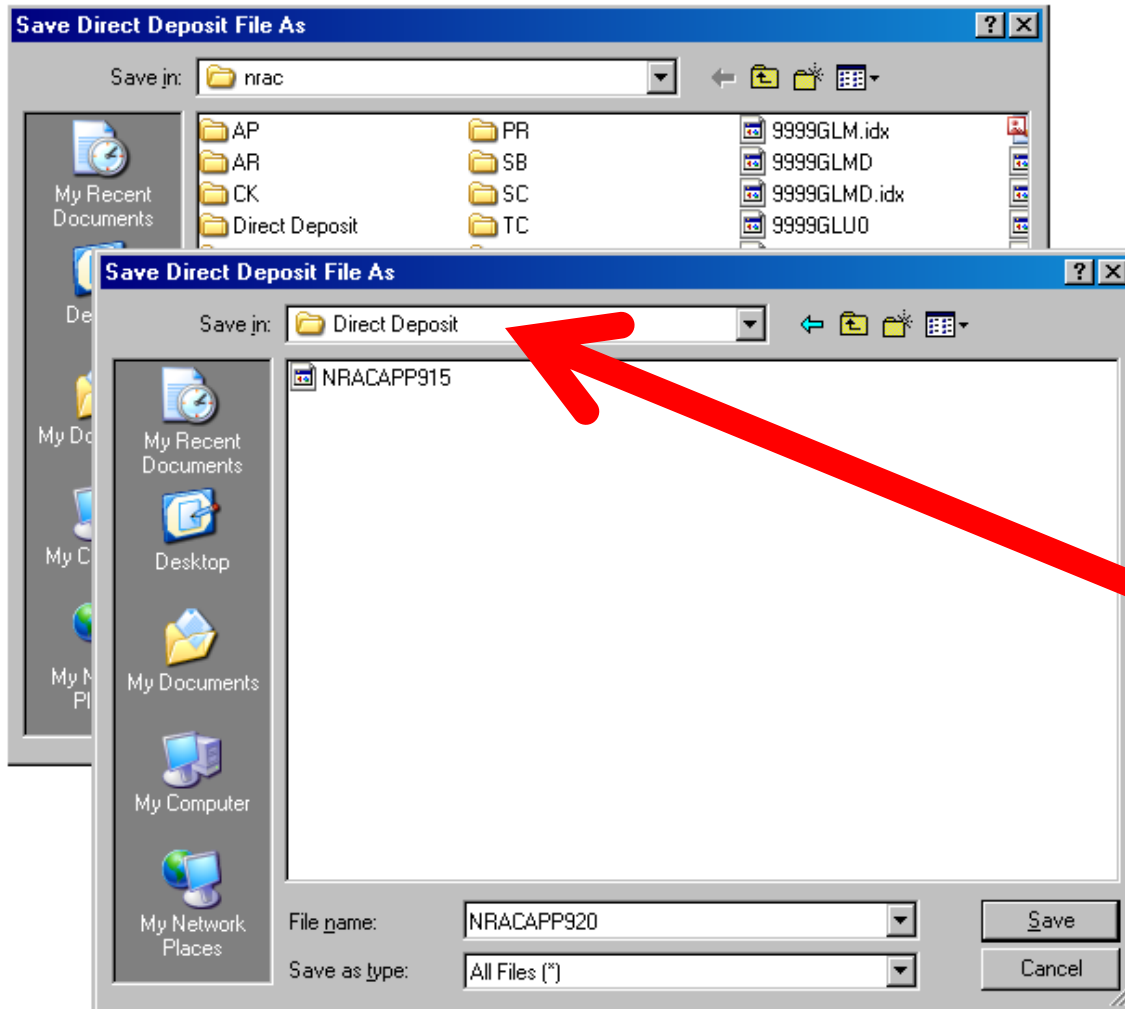 Save Direct Deposit File As
Save in: nrac
AP PR 9999GLM.idx
AR SB 9999GLMD
CK SC 9999GLMD.idx
Direct Deposit TC 9999GLU0
My Recent
Documents
Save Direct Deposit File As
Save in: Direct Deposit
NRACAPP915
My Recent
Documents
Desktop
My Documents
My Computer
My Network
Places
File name: NRACAPP920 Save
Save as type: All Files (*) Cancel